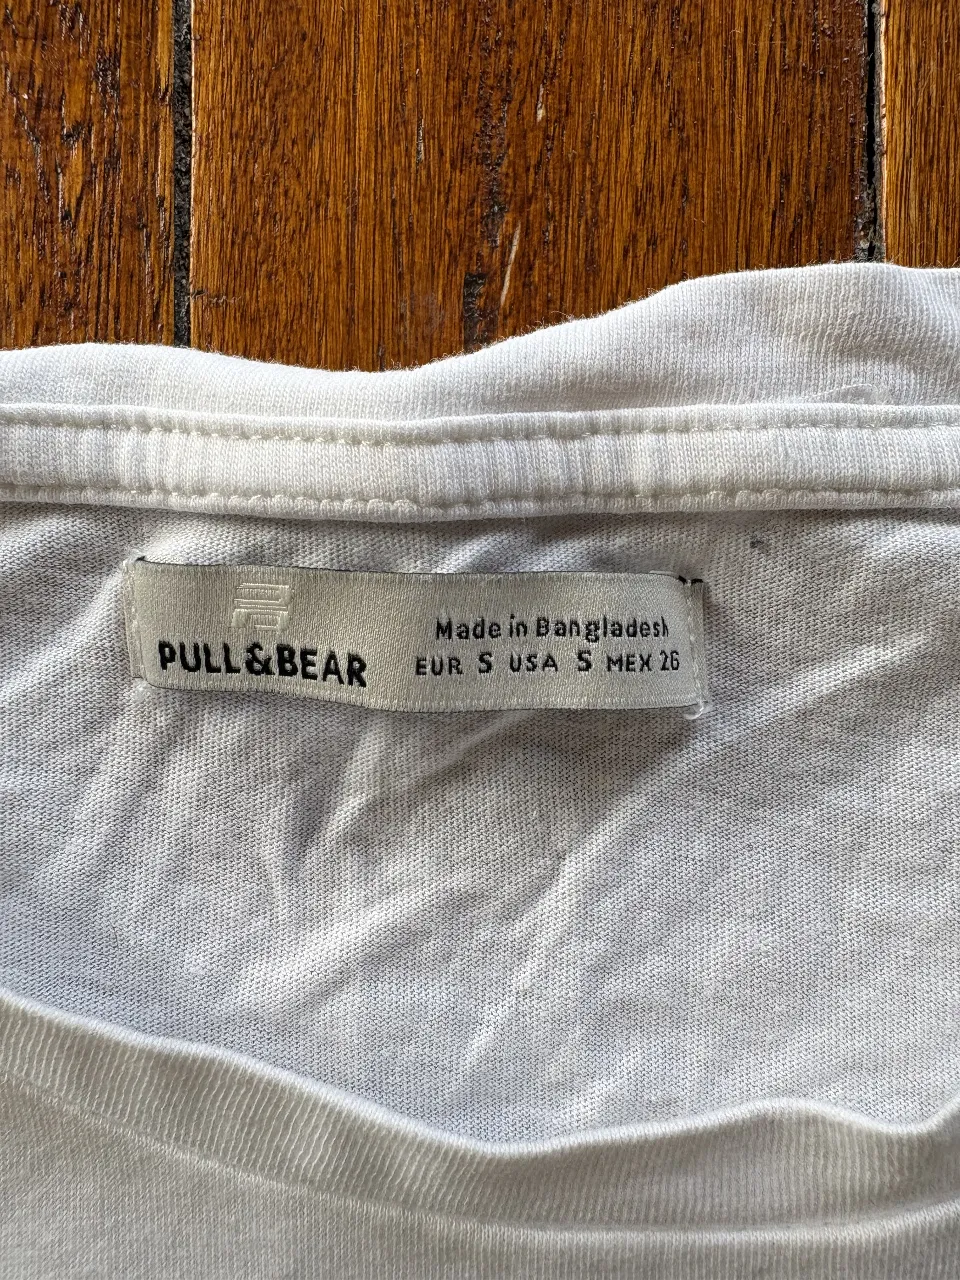 PULL&BEAR
Made in Bangladesh
EUR S USA S MEX 26